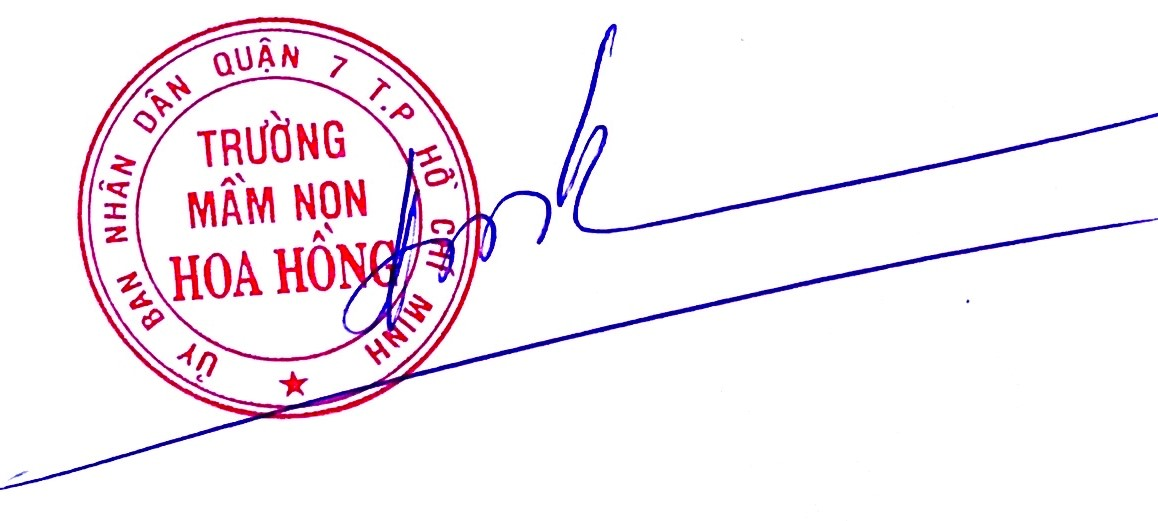 ỦY BAN NHÂN DÂN QUẬN 7 T.P HỒ CHÍ MINH
TRƯỜNG
MẦM NON
HOA HỒNG